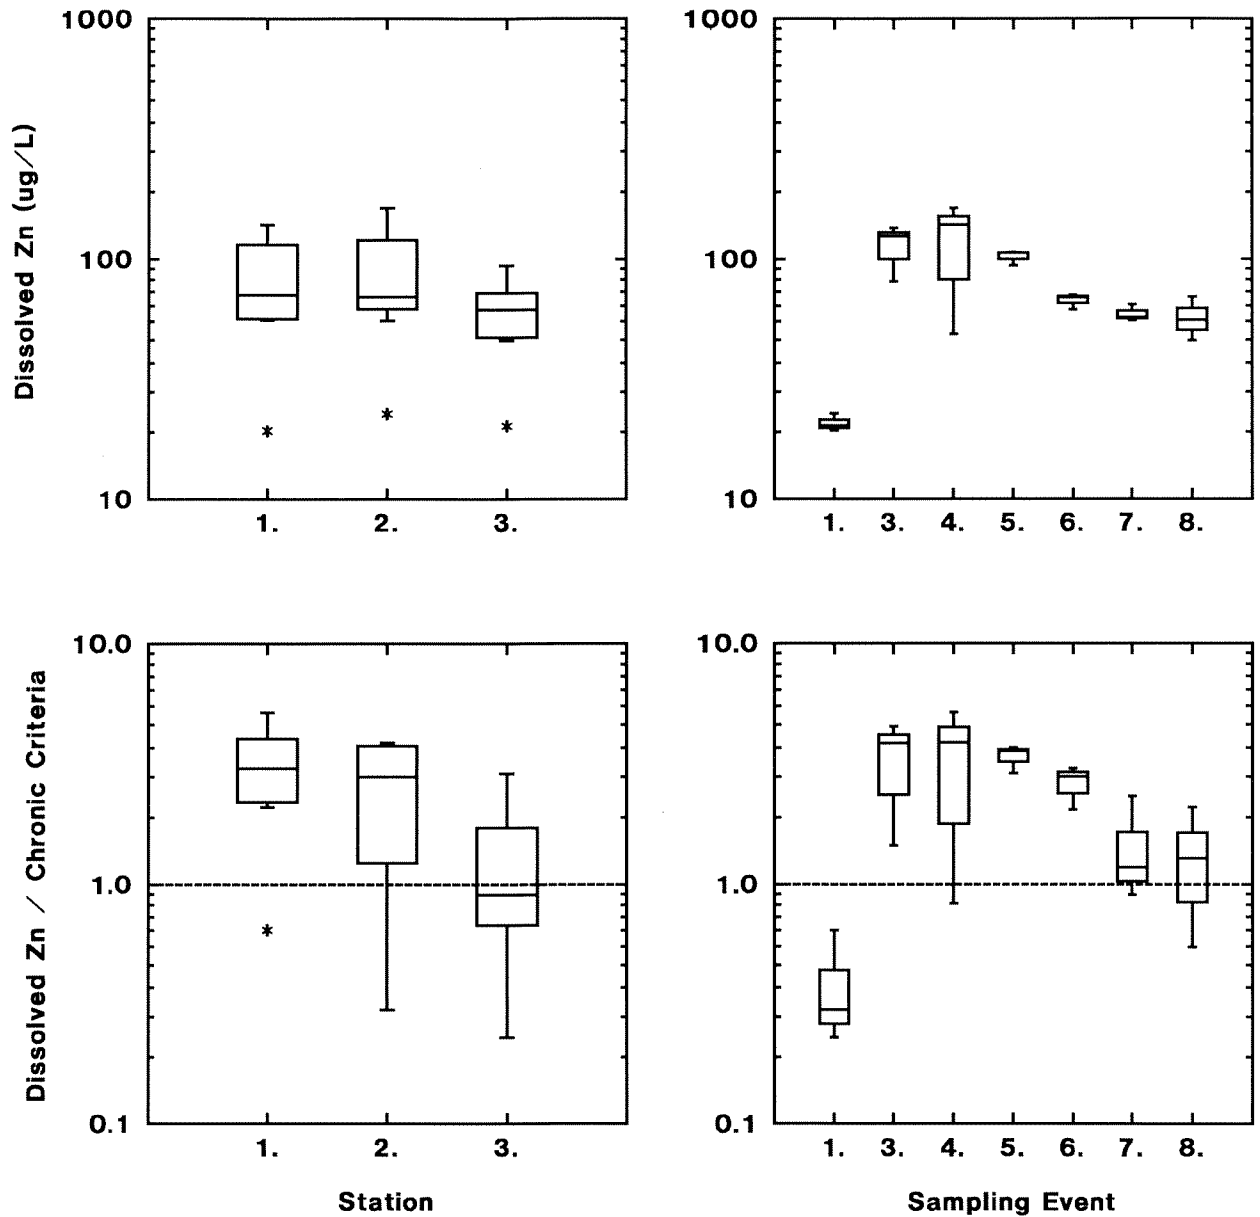 Dissolved Zn (ug/L)
1000
100
10
1. 2. 3.
1000
100
10
1. 3. 4. 5. 6. 7. 8.
Dissolved Zn / Chronic Criteria
10.0
1.0
0.1
1. 2. 3.
Station
10.0
1.0
0.1
1. 3. 4. 5. 6. 7. 8.
Sampling Event